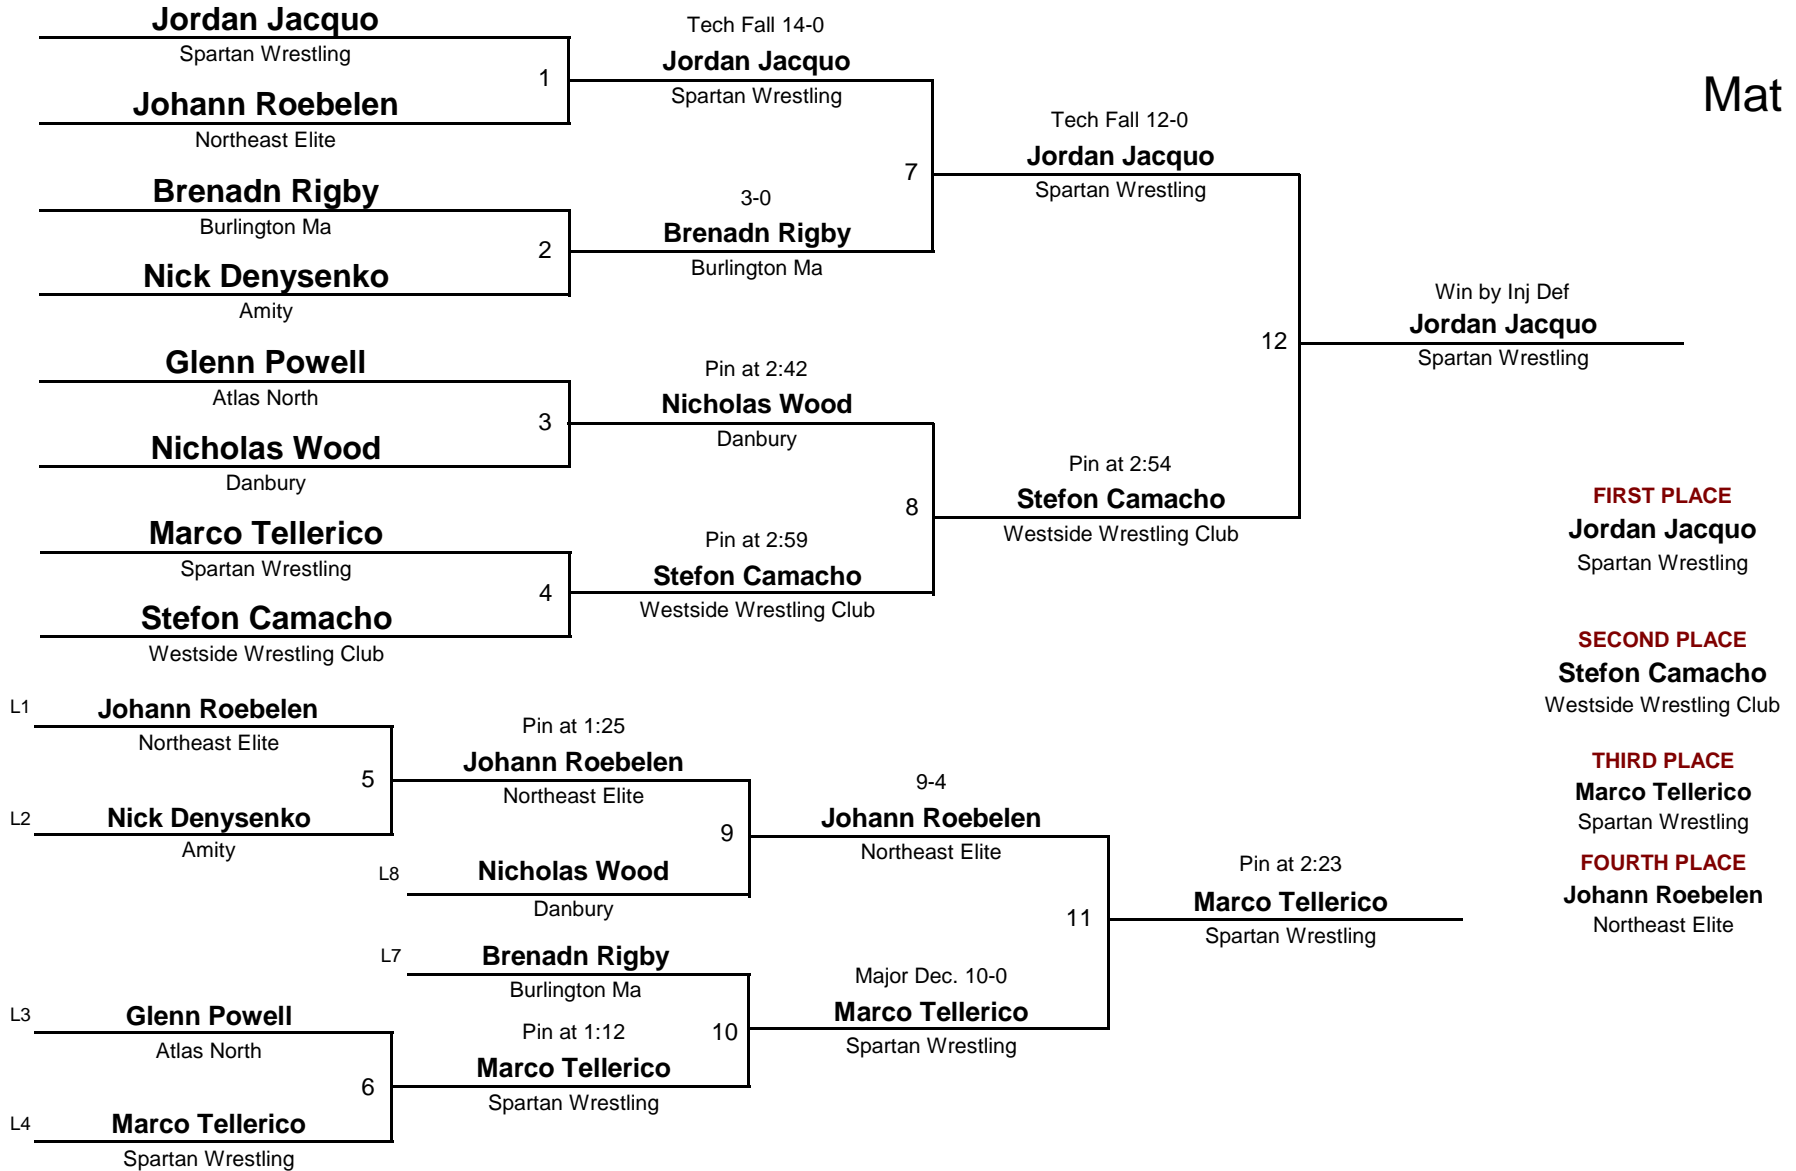 Jordan Jacquo
Spartan Wrestling
1
Johann Roebelen
Northeast Elite
Brenadn Rigby
Burlington Ma
2
Nick Denysenko
Amity
Glenn Powell
Atlas North
3
Nicholas Wood
Danbury
Marco Tellerico
Spartan Wrestling
4
Stefon Camacho
Westside Wrestling Club
Tech Fall 14-0
Jordan Jacquo
Spartan Wrestling
7
3-0
Brenadn Rigby
Burlington Ma
Pin at 2:42
Nicholas Wood
Danbury
8
Pin at 2:59
Stefon Camacho
Westside Wrestling Club
Tech Fall 12-0
Jordan Jacquo
Spartan Wrestling
12
Pin at 2:54
Stefon Camacho
Westside Wrestling Club
Win by Inj Def
Jordan Jacquo
Spartan Wrestling
Mat
FIRST PLACE
Jordan Jacquo
Spartan Wrestling
SECOND PLACE
Stefon Camacho
Westside Wrestling Club
THIRD PLACE
Marco Tellerico
Spartan Wrestling
FOURTH PLACE
Johann Roebelen
Northeast Elite
L1
Johann Roebelen
Northeast Elite
5
L2
Nick Denysenko
Amity
L3
Glenn Powell
Atlas North
6
L4
Marco Tellerico
Spartan Wrestling
Pin at 1:25
Johann Roebelen
Northeast Elite
9
L8
Nicholas Wood
Danbury
L7
Brenadn Rigby
Burlington Ma
10
Pin at 1:12
Marco Tellerico
Spartan Wrestling
9-4
Johann Roebelen
Northeast Elite
11
Major Dec. 10-0
Marco Tellerico
Spartan Wrestling
Pin at 2:23
Marco Tellerico
Spartan Wrestling